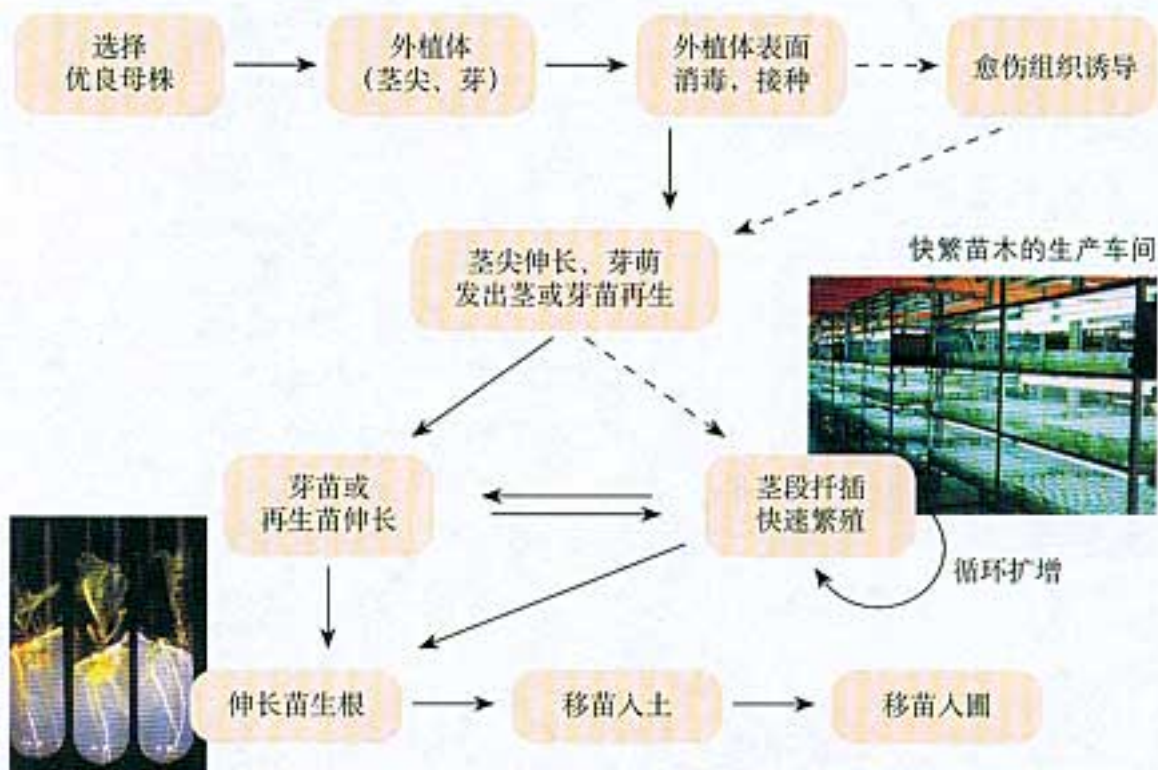 选择
优良母株
外植体
(茎尖、芽)
外植体表面
消毒，接种
愈伤组织诱导
茎尖伸长、芽萌
发出茎或芽苗再生
快繁苗木的生产车间
芽苗或
再生苗伸长
茎段扦插
快速繁殖
循环扩增
伸长苗生根
移苗入土
移苗入圃